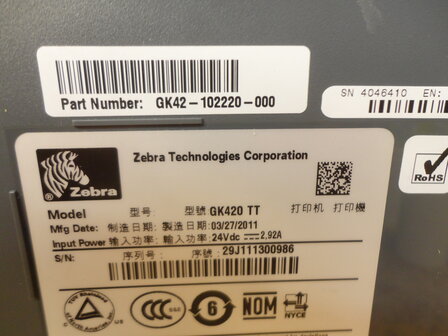 Part Number: GK42-102220-000
SN 4046410 EN:
Zebra Technologies Corporation
Zebra
RoHS
Model 型号 型號 GK420 TT 打印机 打印機
Mfg Date: 制造日期: 製造日期: 03/27/2011
Input Power 输入功率: 輸入功率: 24Vdc 2.92A
S/N: 序列号: 序號: 29J111300986
6
NOM
NYCE